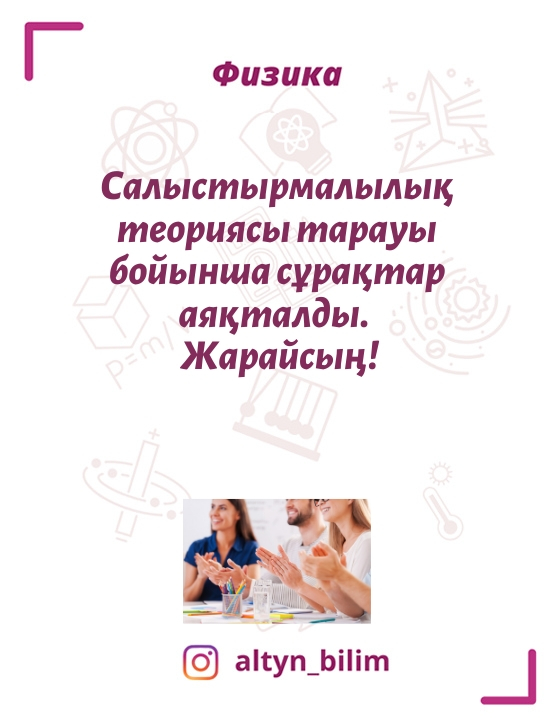 Физика
Салыстырмалылық
теориясы тарауы
бойынша сұрақтар
аяқталды.
Жарайсың!
p=m/
altyn_bilim